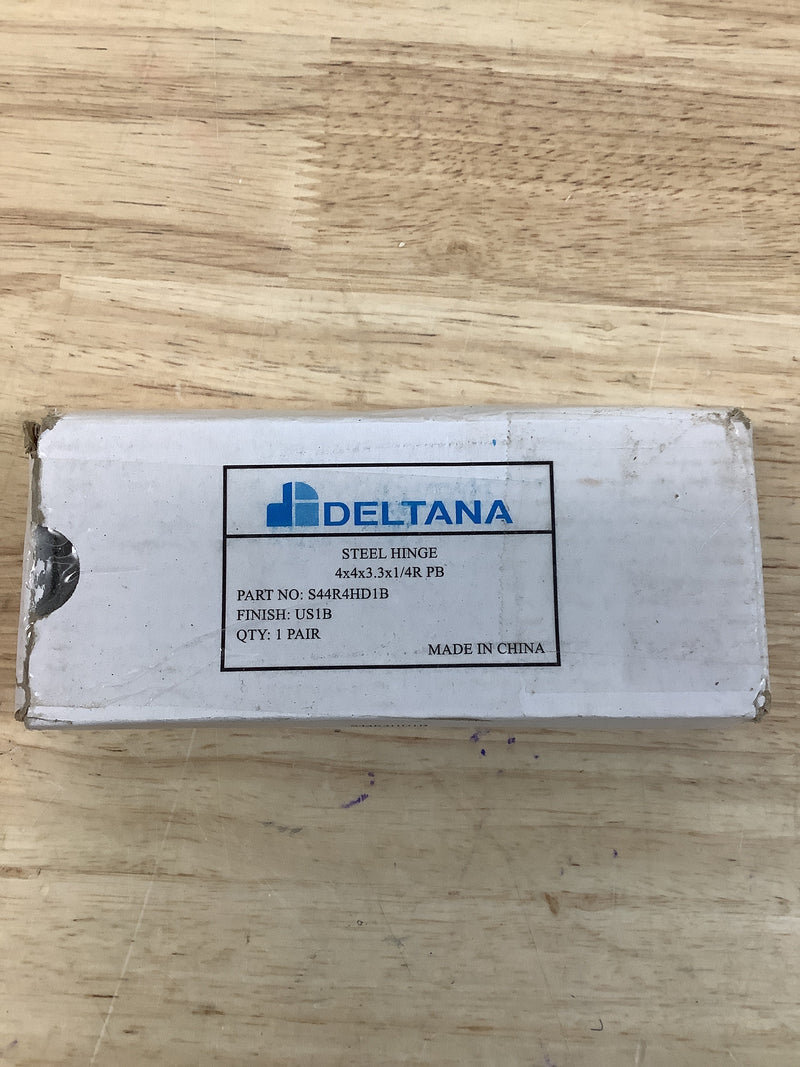 DELTANA
STEEL HINGE
4x4x3.3x1/4R PB
PART NO: S44R4HD1B
FINISH: US1B
QTY: 1 PAIR
MADE IN CHINA